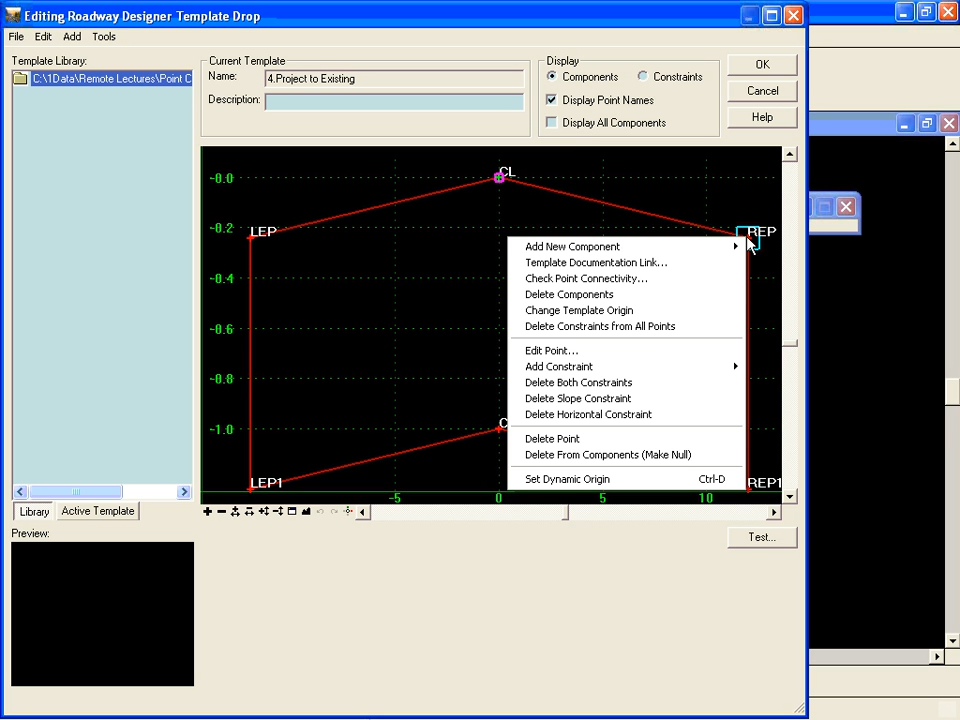 Editing Roadway Designer Template Drop
File Edit Add Tools
Template Library:
C:\1Data\Remote Lectures\Point C
Current Template
Name: 4.Project to Existing
Description:
Display
Components Constraints
Display Point Names
Display All Components
OK
Cancel
Help
CL
-0.0
-0.2
LEP
REP
-0.4
-0.6
-0.8
-1.0
C
LEP1
REP1
-5 0 5 10
Add New Component
Template Documentation Link...
Check Point Connectivity...
Delete Components
Change Template Origin
Delete Constraints from All Points
Edit Point...
Add Constraint
Delete Both Constraints
Delete Slope Constraint
Delete Horizontal Constraint
Delete Point
Delete From Components (Make Null)
Set Dynamic Origin Ctrl-D
Library Active Template
Preview:
Test...